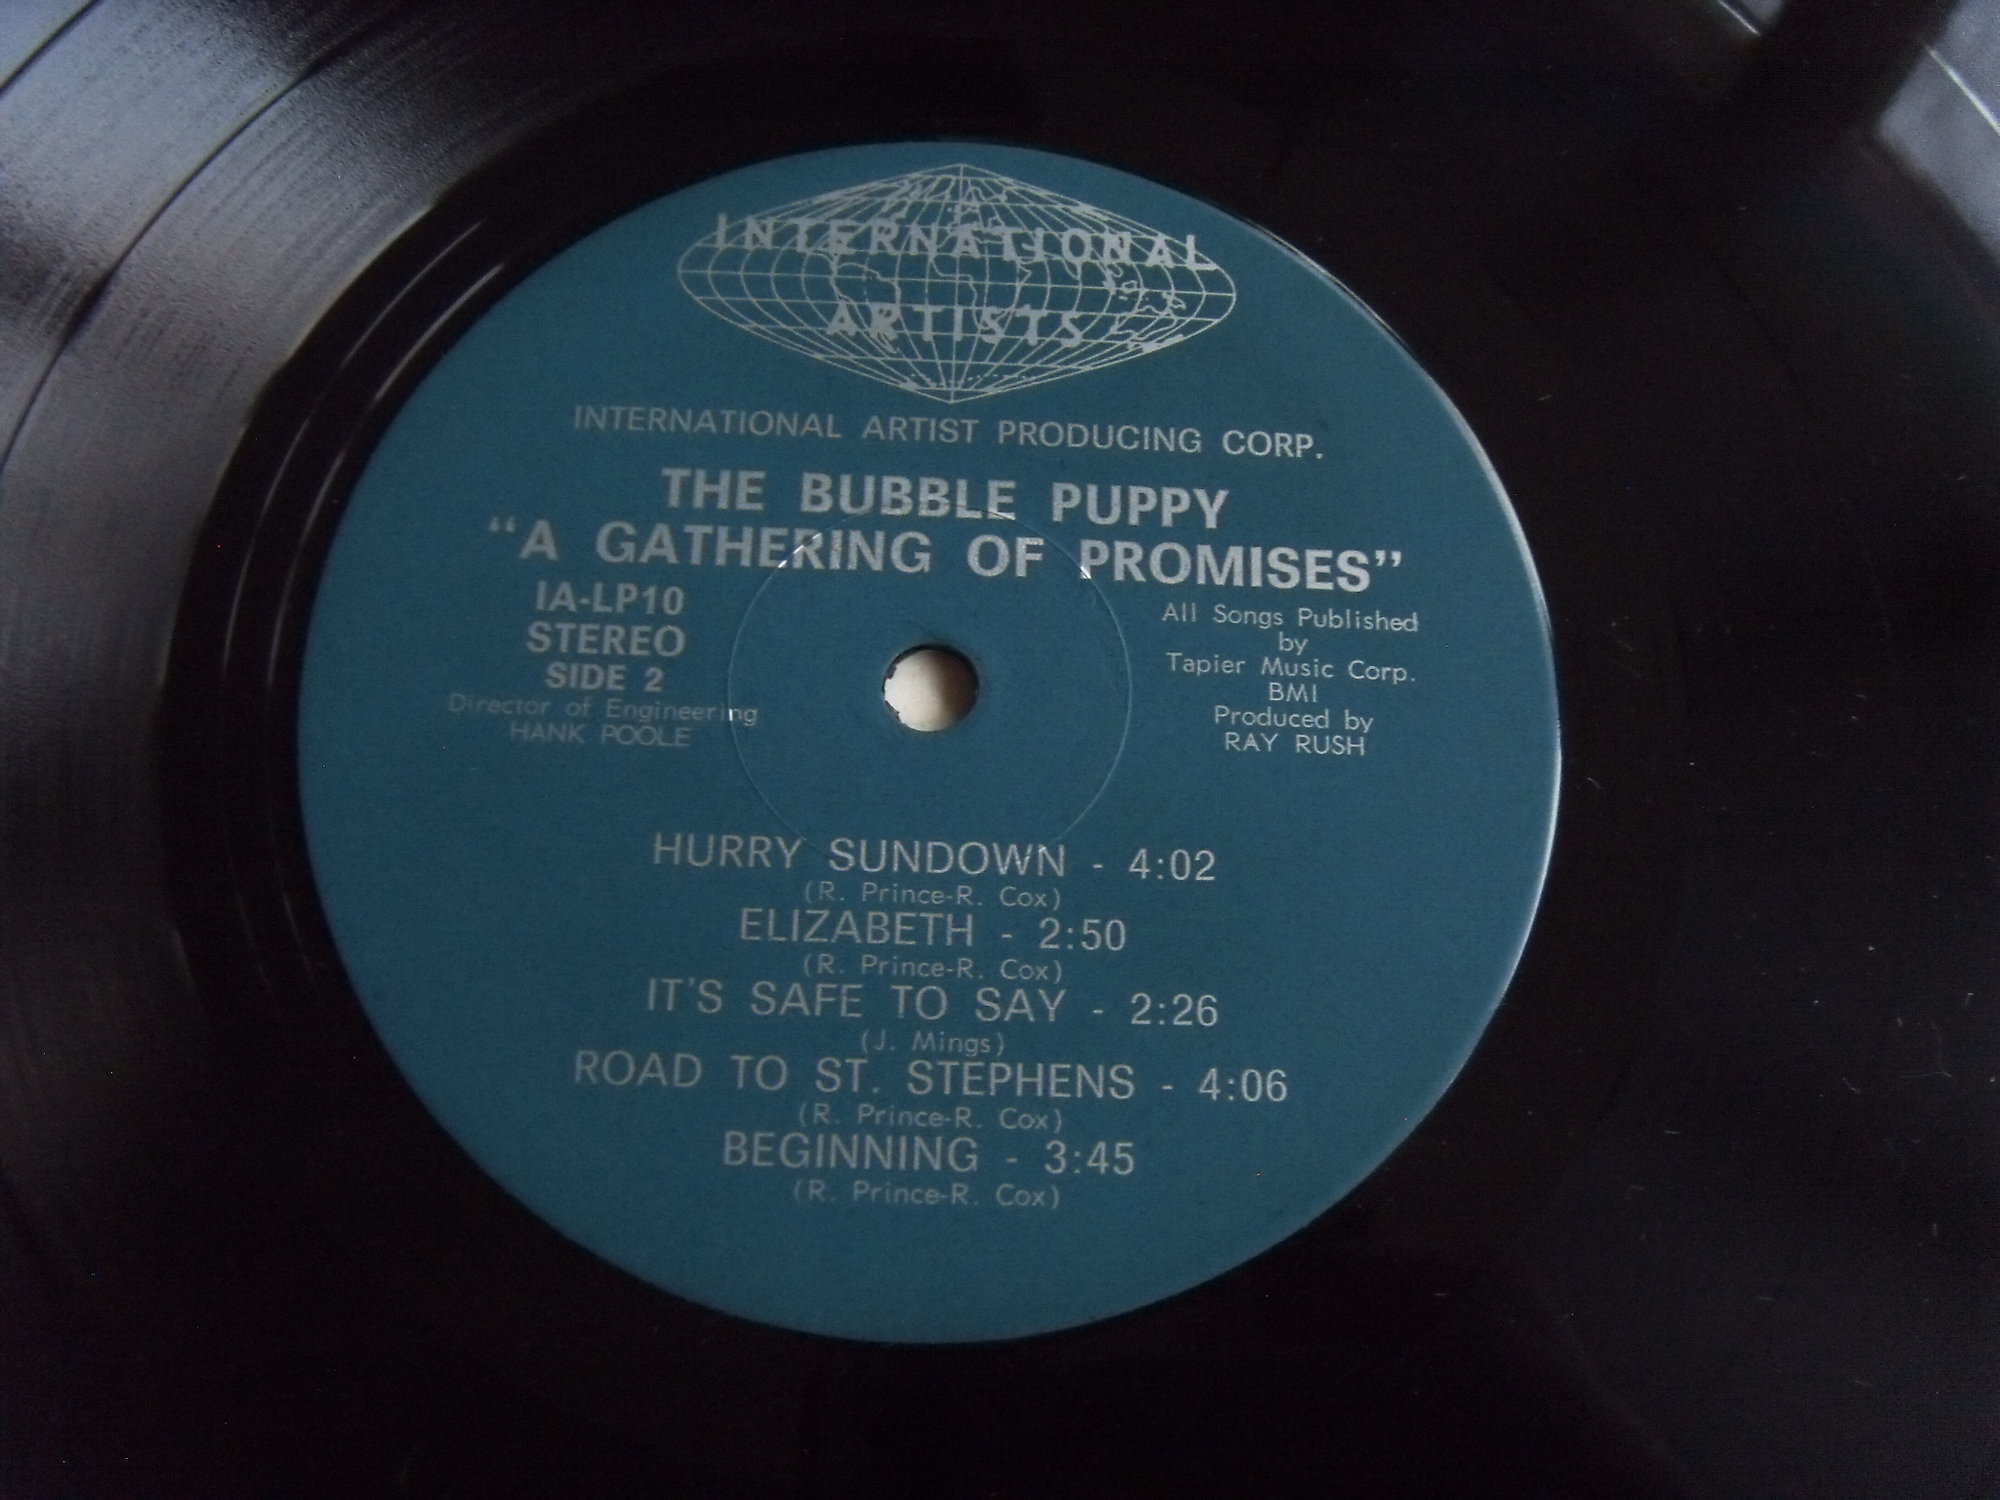 INTERNATIONAL
ARTISTS
INTERNATIONAL ARTIST PRODUCING CORP.
THE BUBBLE PUPPY
“A GATHERING OF PROMISES”
IA-LP10
STEREO
SIDE 2
Director of Engineering
HANK POOLE
All Songs Published
by
Tapier Music Corp.
BMI
Produced by
RAY RUSH
HURRY SUNDOWN - 4:02
(R. Prince-R. Cox)
ELIZABETH - 2:50
(R. Prince-R. Cox)
IT'S SAFE TO SAY - 2:26
(J. Mings)
ROAD TO ST. STEPHENS - 4:06
(R. Prince-R. Cox)
BEGINNING - 3:45
(R. Prince-R. Cox)